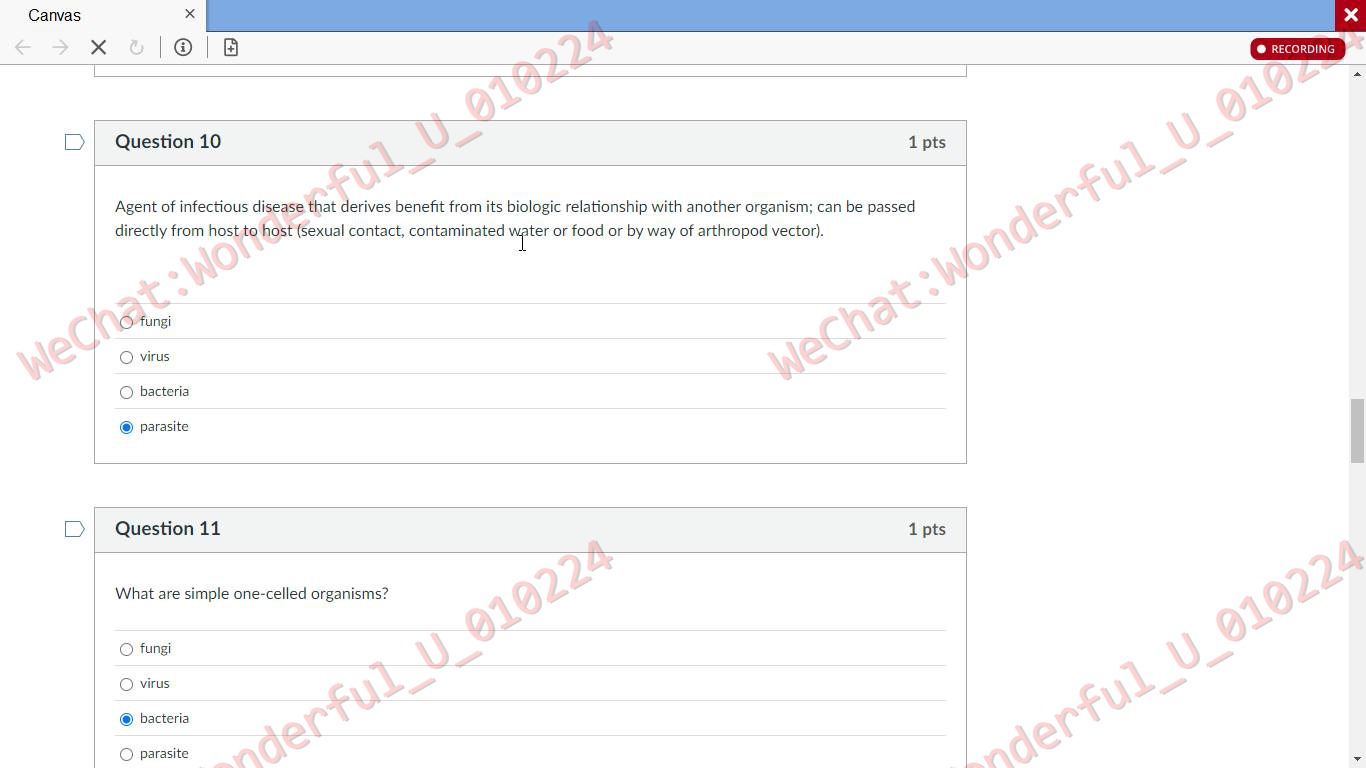 Canvas
RECORDING
Question 10
1 pts
Agent of infectious disease that derives benefit from its biologic relationship with another organism; can be passed
directly from host to host (sexual contact, contaminated water or food or by way of arthropod vector).
fungi
virus
bacteria
parasite
Question 11
1 pts
What are simple one-celled organisms?
fungi
virus
bacteria
parasite
WeChat:Wonderful_U_010224
WeChat:Wonderful_U_010224
onderful_U_010224
onderful_U_010224